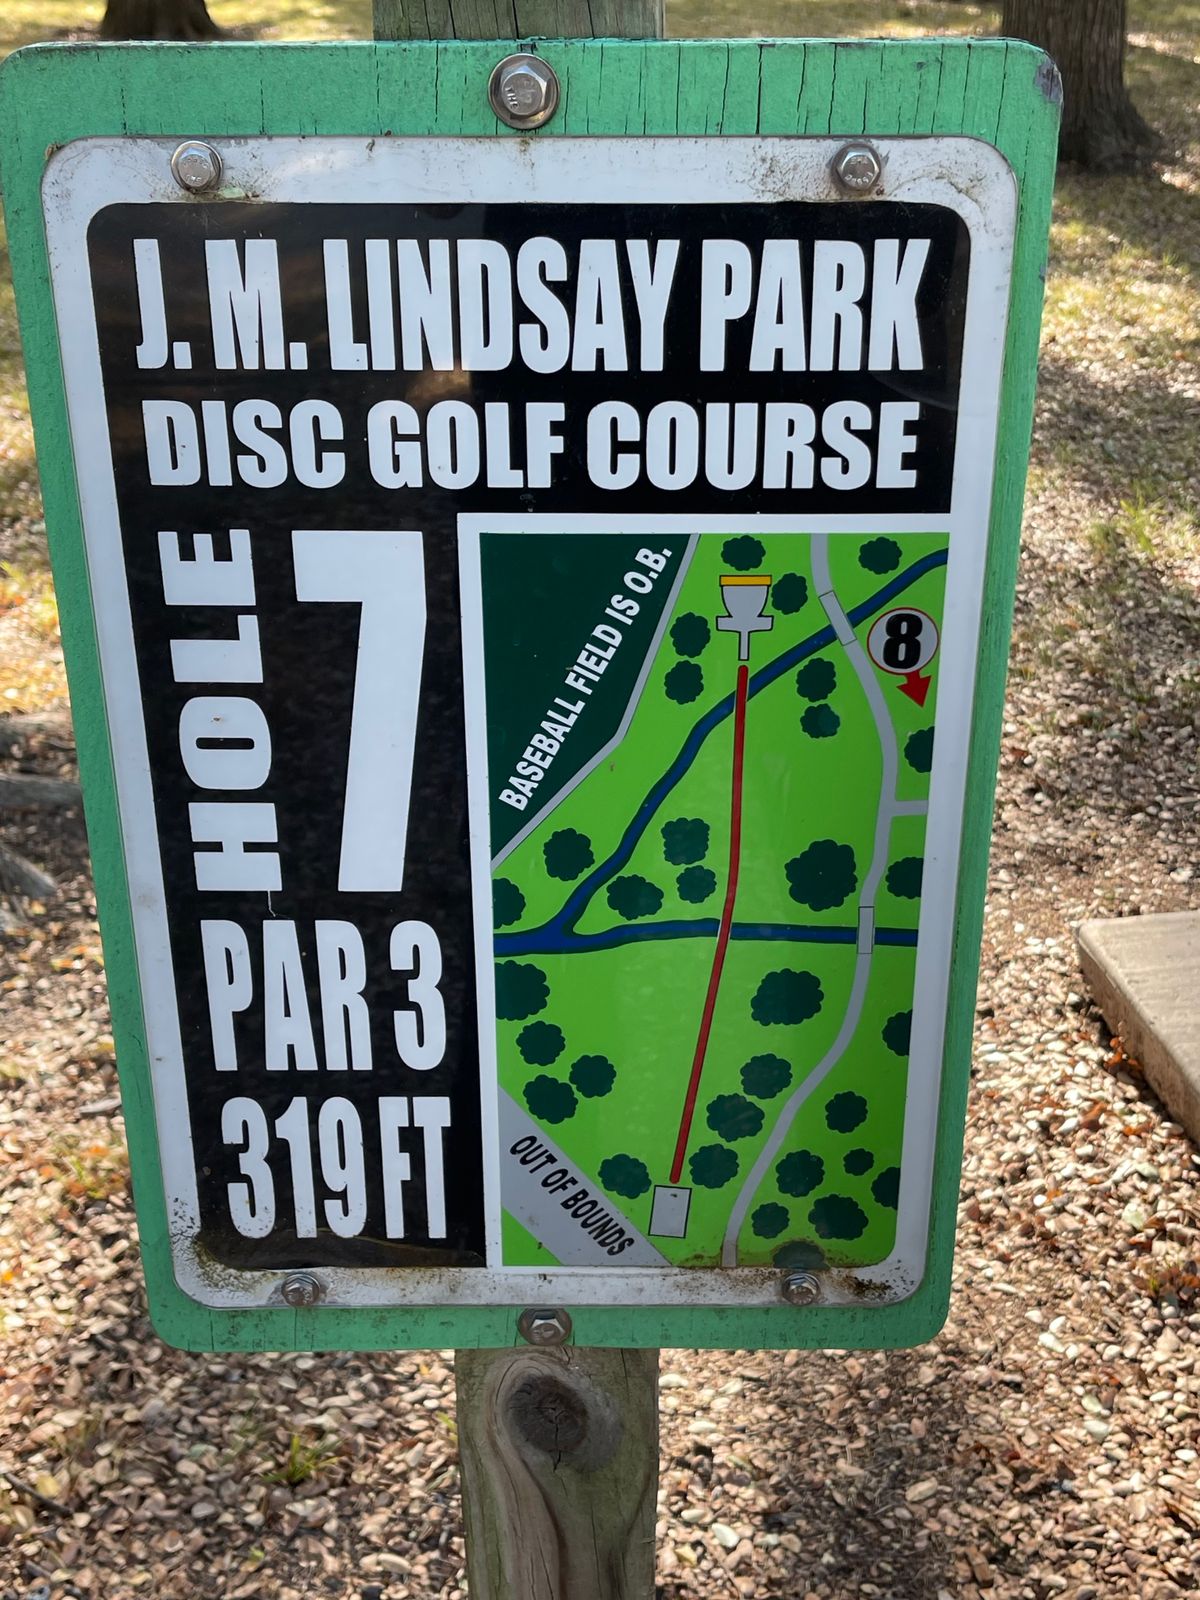 J. M. LINDSAY PARK
DISC GOLF COURSE
HOLE 7
PAR 3
319 FT
BASEBALL FIELD IS O.B.
8
OUT OF BOUNDS